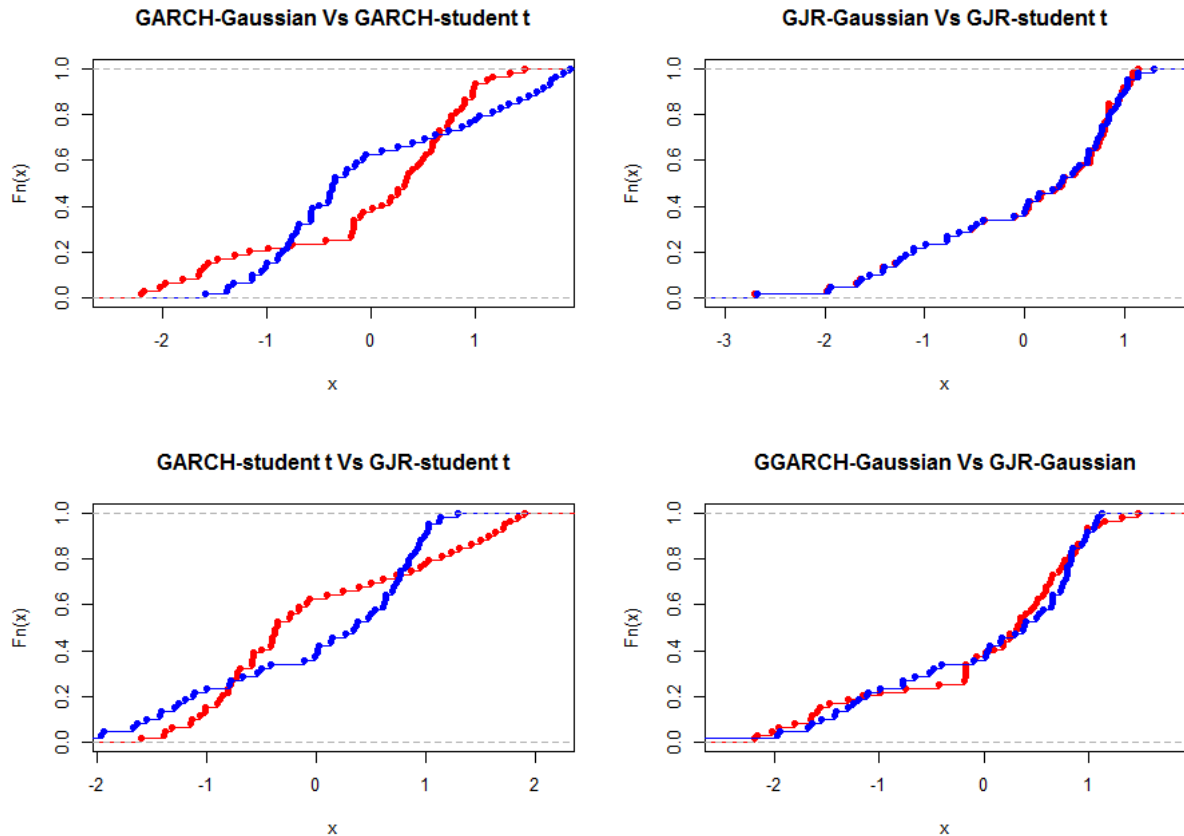 GARCH-Gaussian Vs GARCH-student t
Fn(x)
0.0 0.2 0.4 0.6 0.8 1.0
-2 -1 0 1
x
GJR-Gaussian Vs GJR-student t
Fn(x)
0.0 0.2 0.4 0.6 0.8 1.0
-3 -2 -1 0 1
x
GARCH-student t Vs GJR-student t
Fn(x)
0.0 0.2 0.4 0.6 0.8 1.0
-2 -1 0 1 2
x
GGARCH-Gaussian Vs GJR-Gaussian
Fn(x)
0.0 0.2 0.4 0.6 0.8 1.0
-2 -1 0 1
x